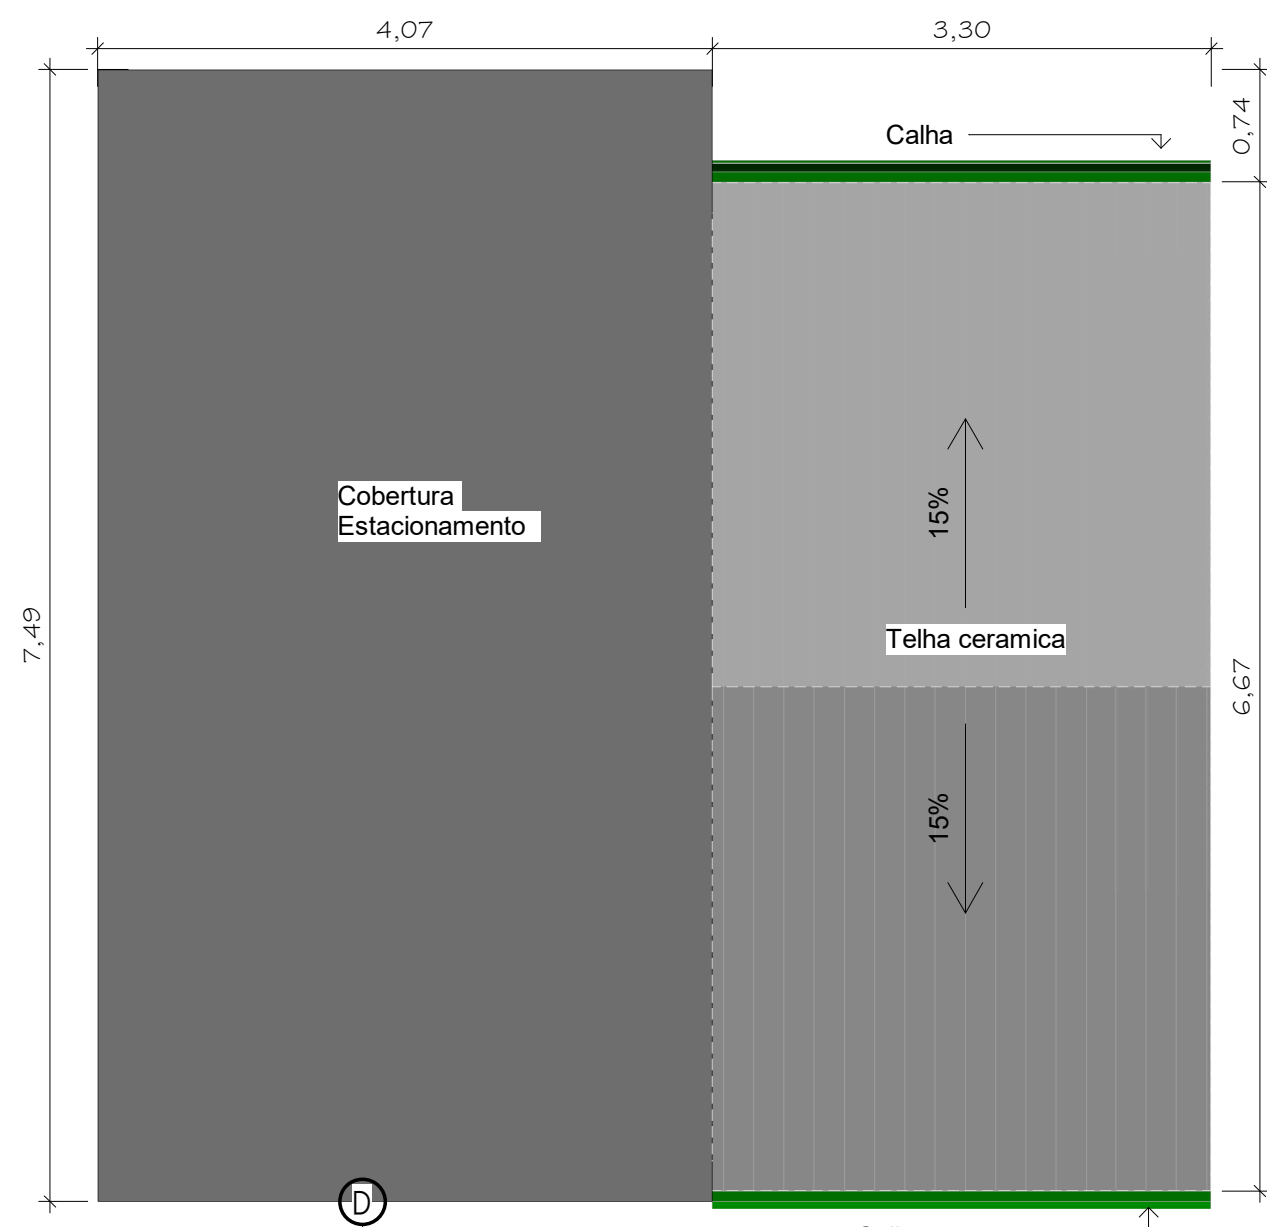 4,07
3,30
0,74
Calha
Cobertura
Estacionamento
15%
7,49
Telha ceramica
6,67
15%
D